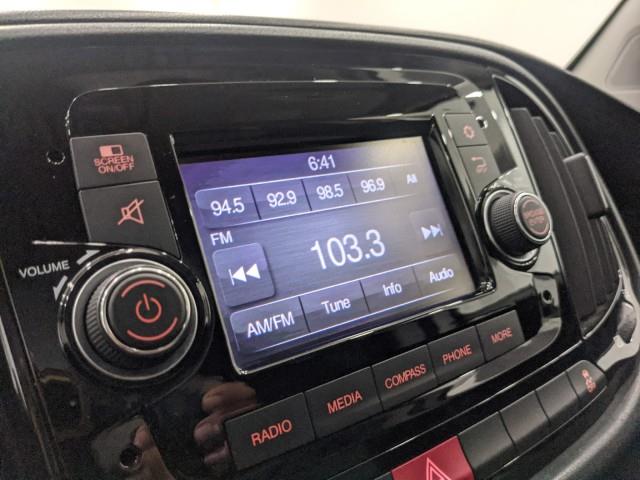 SCREEN
ON/OFF
VOLUME
6:41
94.5 92.9 98.5 96.9 All
FM
103.3
AM/FM Tune Info Audio
RADIO MEDIA COMPASS PHONE MORE